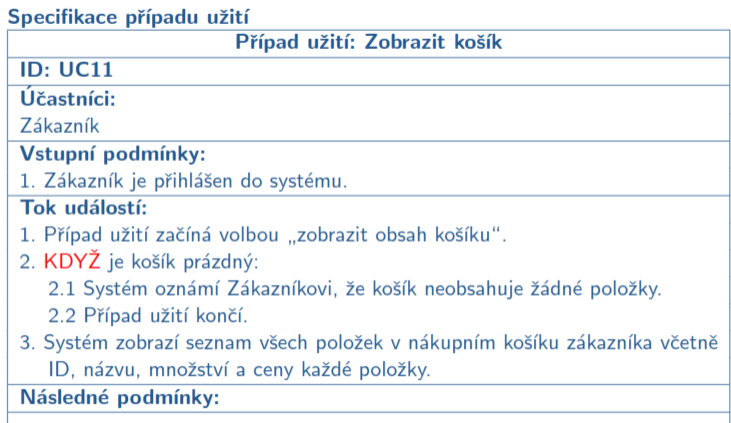 Specifikace případu užití
Případ užití: Zobrazit košík
ID: UC11
Účastníci:
Zákazník
Vstupní podmínky:
1. Zákazník je přihlášen do systému.
Tok událostí:
1. Případ užití začíná volbou „zobrazit obsah košíku“.
2. KDYŽ je košík prázdný:
2.1 Systém oznámí Zákazníkovi, že košík neobsahuje žádné položky.
2.2 Případ užití končí.
3. Systém zobrazí seznam všech položek v nákupním košíku zákazníka včetně
ID, názvu, množství a ceny každé položky.
Následné podmínky: